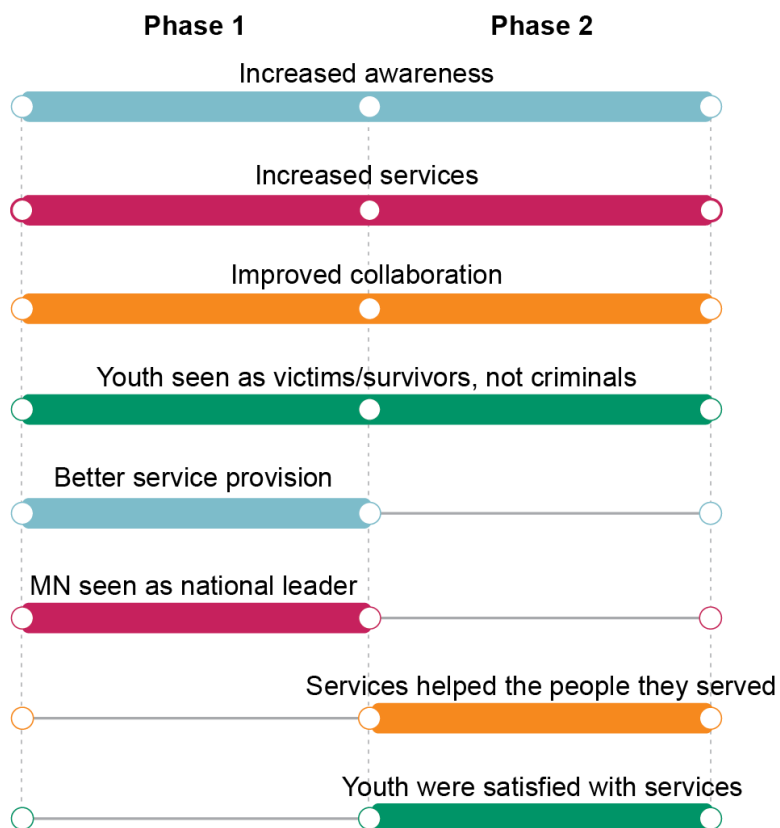 Phase 1 Phase 2
Increased awareness
Increased services
Improved collaboration
Youth seen as victims/survivors, not criminals
Better service provision
MN seen as national leader
Services helped the people they served
Youth were satisfied with services